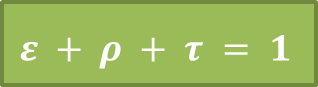 ε + ρ + τ = 1